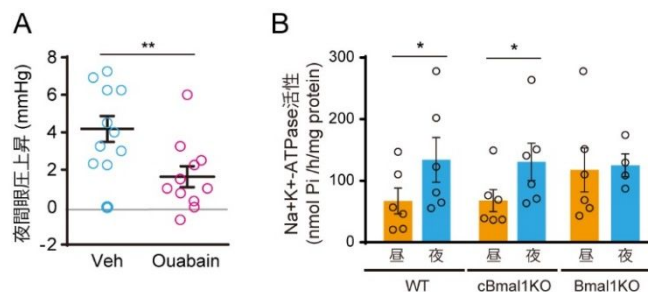 A
**
夜間眼圧上昇 (mmHg)
8
6
4
2
0
-2
Veh
Ouabain
B
Na+K+-ATPase活性
(nmol Pi /h/mg protein)
300
200
100
0
*
*
昼 夜 昼 夜 昼 夜
WT
cBmal1KO
Bmal1KO